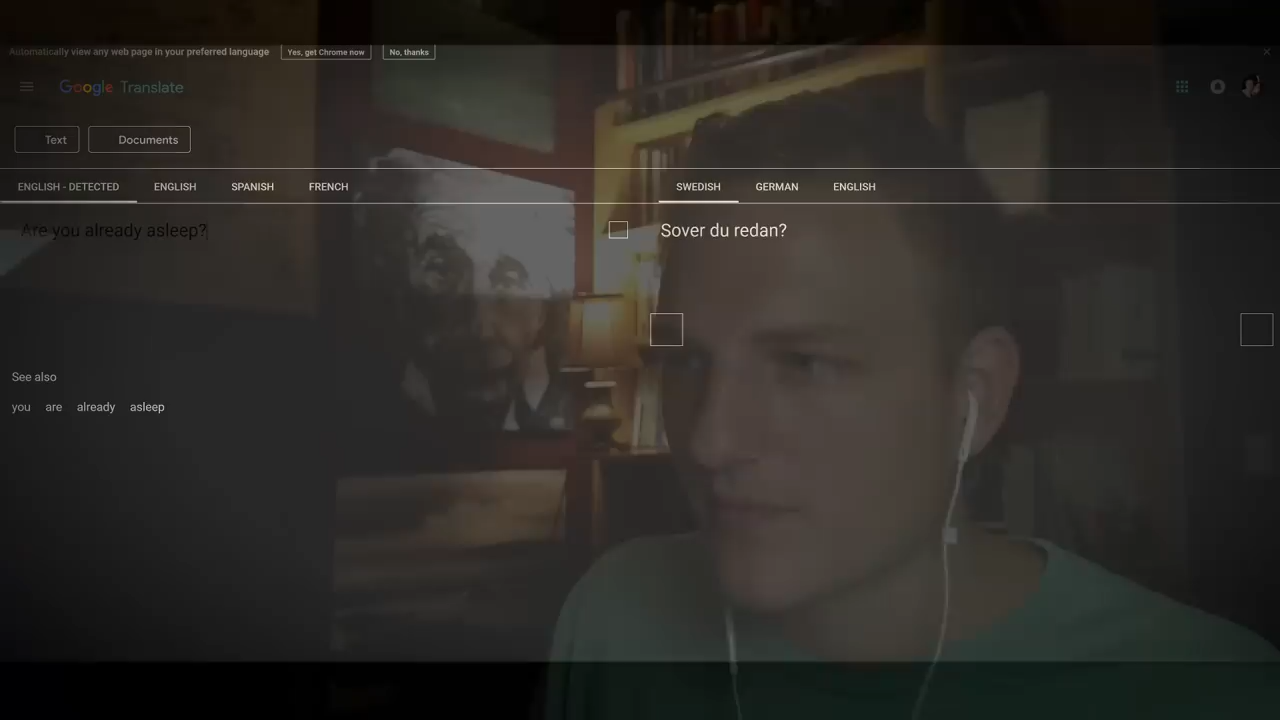 Automatically view any web page in your preferred language Yes, get Chrome now No, thanks
Google Translate
Text Documents
ENGLISH - DETECTED ENGLISH SPANISH FRENCH SWEDISH GERMAN ENGLISH
Are you already asleep? Sover du redan?
See also
you are already asleep